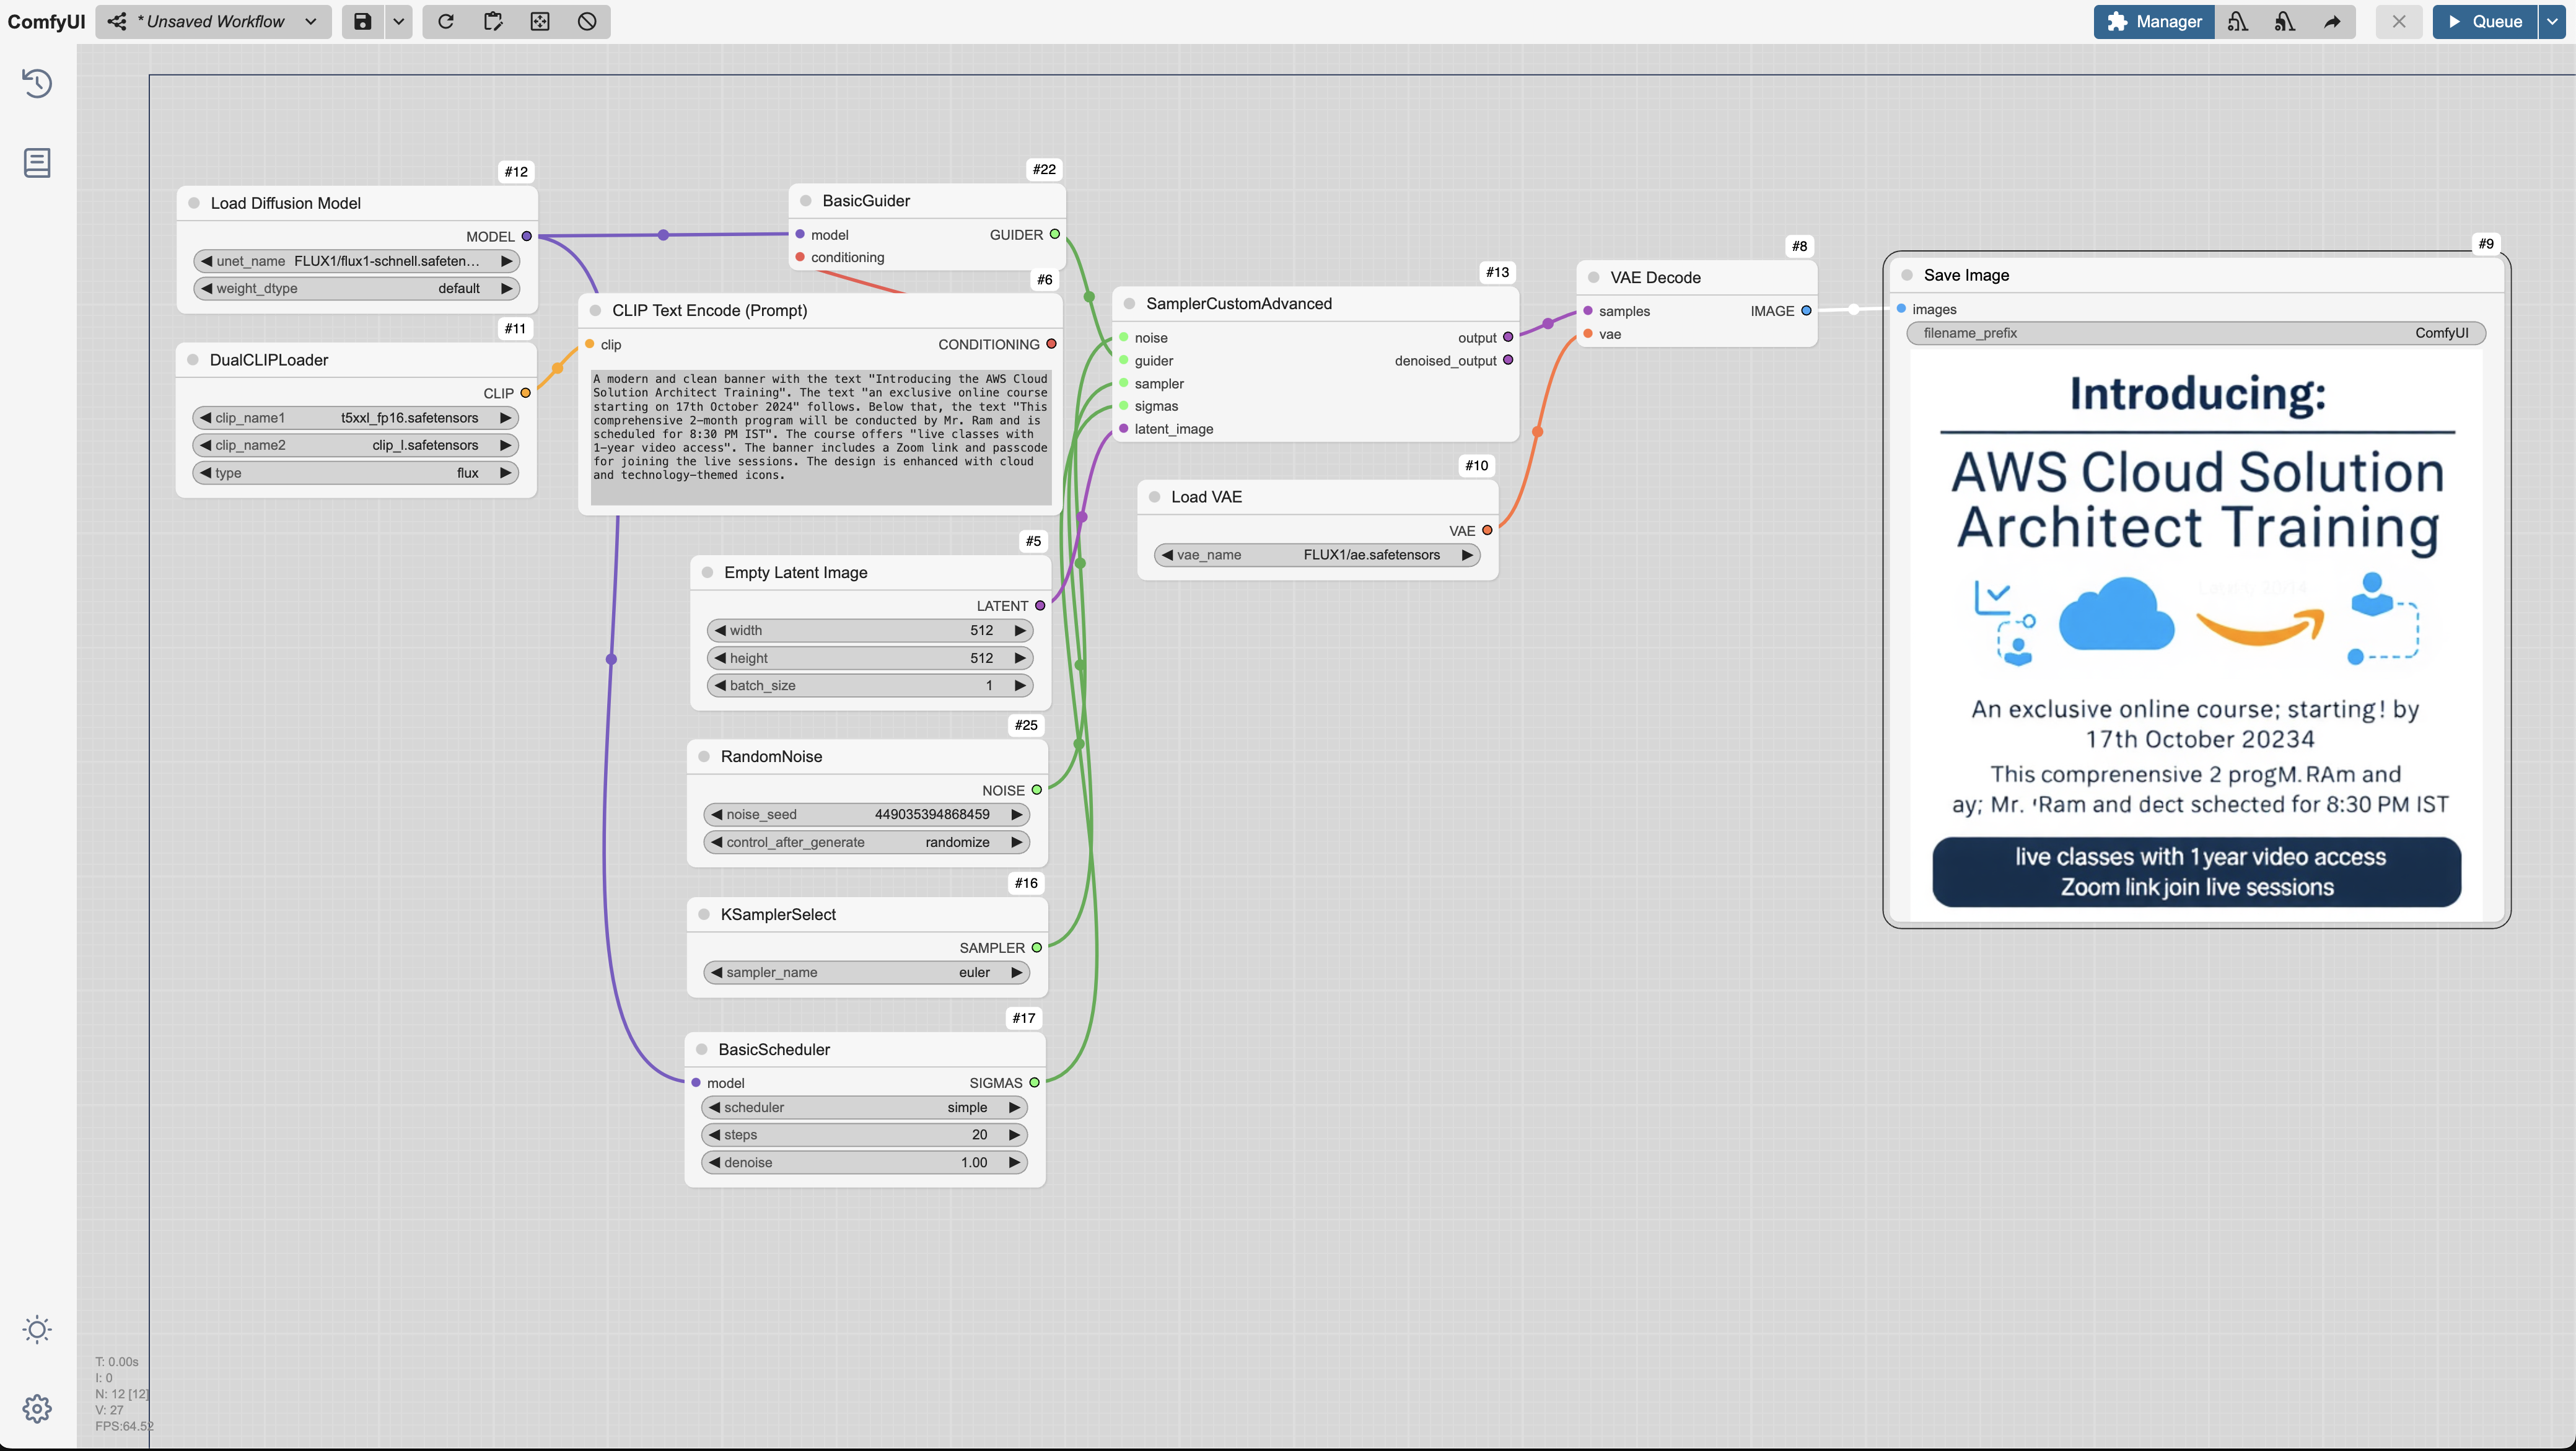 ComfyUI
* Unsaved Workflow
Manager
Queue
#12
Load Diffusion Model
MODEL
unet_name FLUX1/flux1-schnell.safeten...
weight_dtype default
#11
DualCLIPLoader
CLIP
clip_name1 t5xxl_fp16.safetensors
clip_name2 clip_l.safetensors
type flux
#22
BasicGuider
model GUIDER
conditioning
#6
CLIP Text Encode (Prompt)
clip CONDITIONING
A modern and clean banner with the text "Introducing the AWS Cloud
Solution Architect Training". The text "an exclusive online course
starting on 17th October 2024" follows. Below that, the text "This
comprehensive 2-month program will be conducted by Mr. Ram and is
scheduled for 8:30 PM IST". The course offers "live classes with
1-year video access". The banner includes a Zoom link and passcode
for joining the live sessions. The design is enhanced with cloud
and technology-themed icons.
#5
Empty Latent Image
LATENT
width 512
height 512
batch_size 1
#25
RandomNoise
NOISE
noise_seed 449035394868459
control_after_generate randomize
#16
KSamplerSelect
SAMPLER
sampler_name euler
#17
BasicScheduler
model SIGMAS
scheduler simple
steps 20
denoise 1.00
#13
SamplerCustomAdvanced
noise output
guider denoised_output
sampler
sigmas
latent_image
#10
Load VAE
VAE
vae_name FLUX1/ae.safetensors
#8
VAE Decode
samples IMAGE
vae
#9
Save Image
images
filename_prefix ComfyUI
Introducing:
AWS Cloud Solution
Architect Training
An exclusive online course; starting! by
17th October 20234
This comprenensive 2 progM.RAm and
ay; Mr. 'Ram and dect schected for 8:30 PM IST
live classes with 1 year video access
Zoom link join live sessions
T: 0.00s
I: 0
N: 12 [12]
V: 27
FPS:64.52